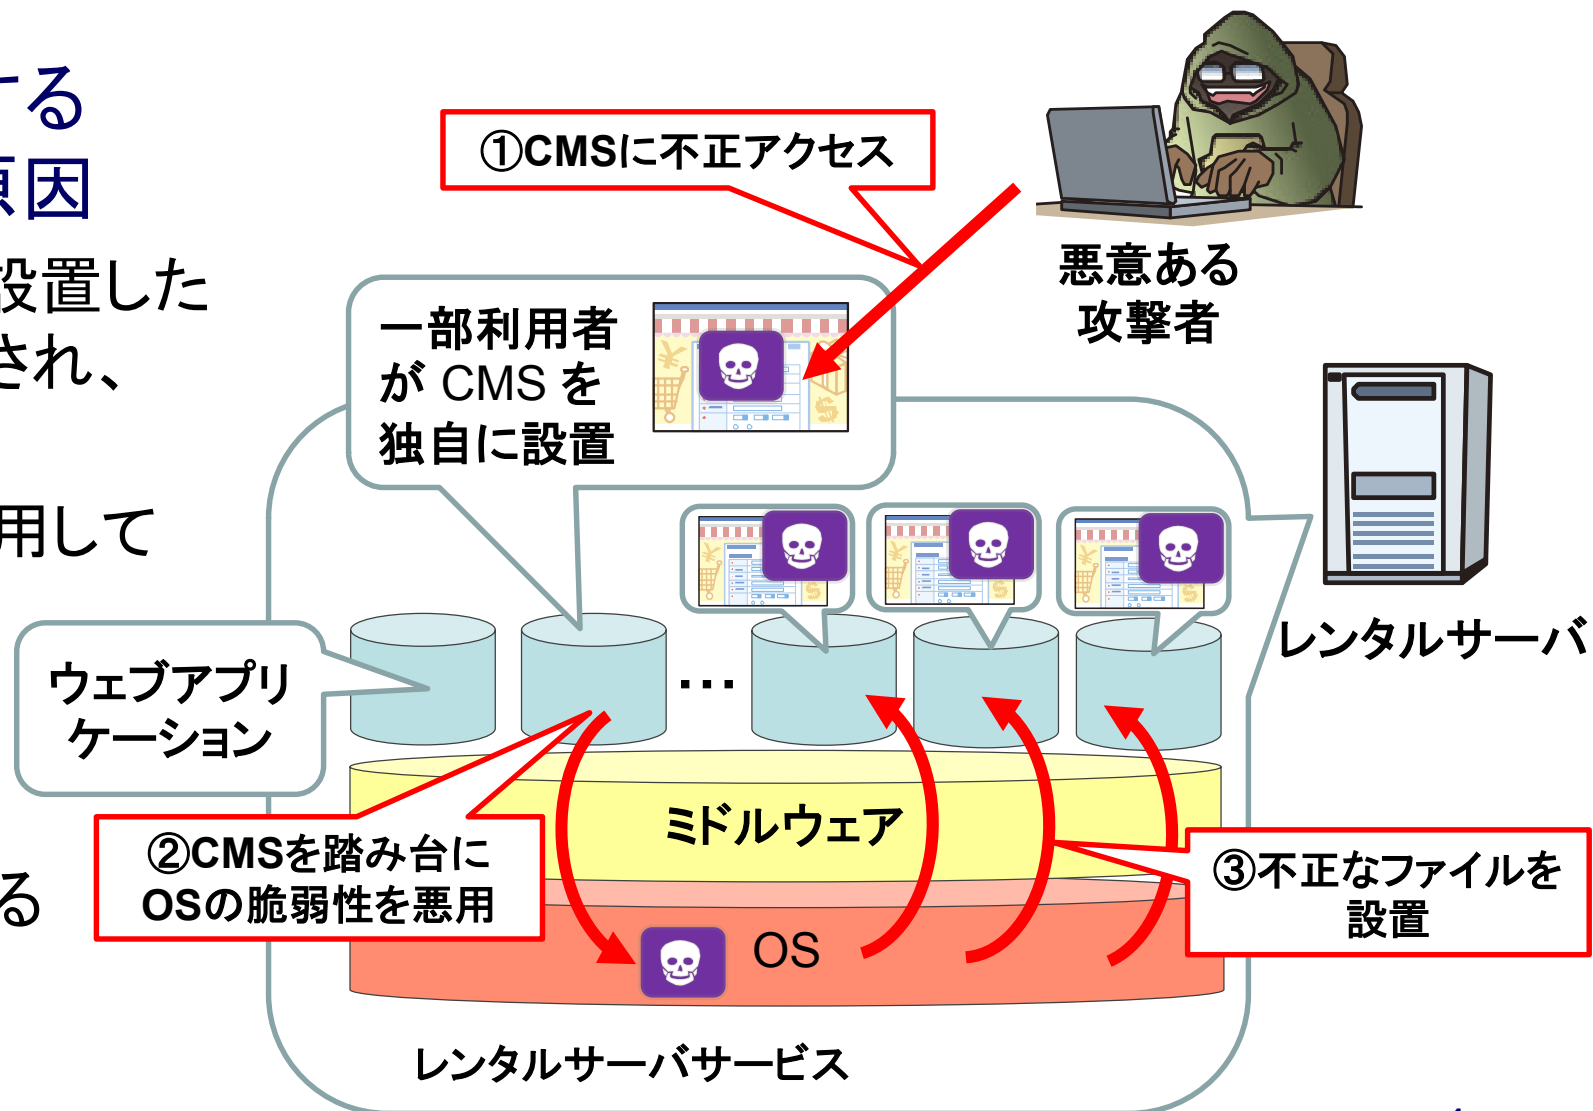 する
原因
設置した
され、
用して
る
①CMSに不正アクセス
悪意ある
攻撃者
一部利用者
が CMS を
独自に設置
レンタルサーバ
ウェブアプリ
ケーション
...
ミドルウェア
②CMSを踏み台に
OSの脆弱性を悪用
③不正なファイルを
設置
OS
レンタルサーバサービス